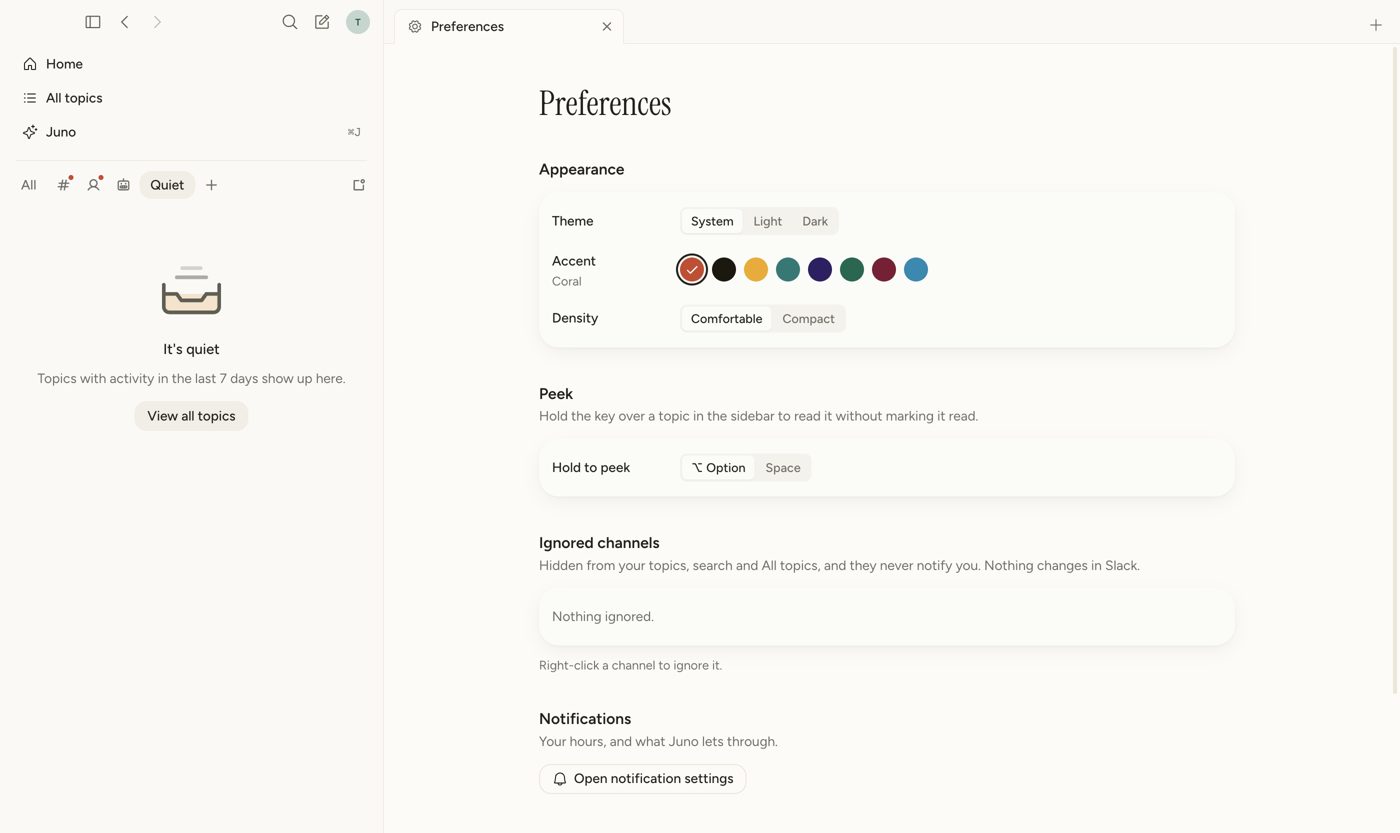 T
Preferences
Home
All topics
Juno ⌘J
All # Quiet
It's quiet
Topics with activity in the last 7 days show up here.
View all topics
Preferences
Appearance
Theme System Light Dark
Accent
Coral
Density Comfortable Compact
Peek
Hold the key over a topic in the sidebar to read it without marking it read.
Hold to peek ⌥ Option Space
Ignored channels
Hidden from your topics, search and All topics, and they never notify you. Nothing changes in Slack.
Nothing ignored.
Right-click a channel to ignore it.
Notifications
Your hours, and what Juno lets through.
Open notification settings